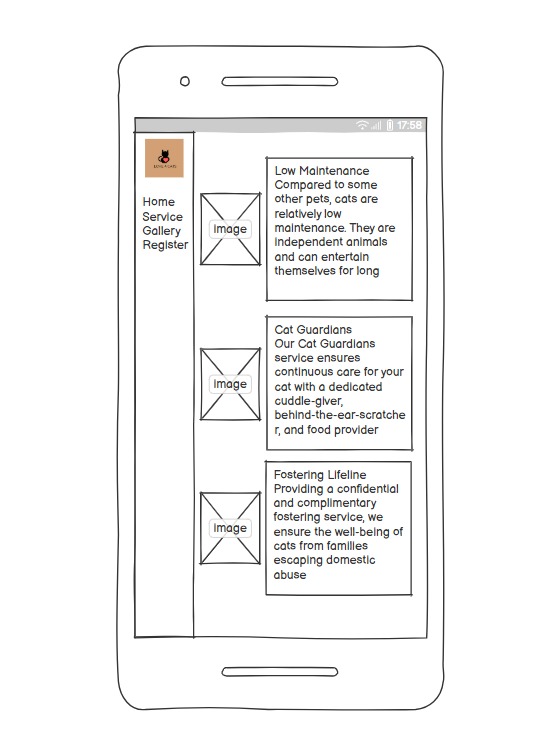 17:58
Home
Service
Gallery
Register
Image
Low Maintenance
Compared to some
other pets, cats are
relatively low
maintenance. They are
independent animals
and can entertain
themselves for long
Image
Cat Guardians
Our Cat Guardians
service ensures
continuous care for your
cat with a dedicated
cuddle-giver,
behind-the-ear-scratche
r, and food provider
Image
Fostering Lifeline
Providing a confidential
and complimentary
fostering service, we
ensure the well-being of
cats from families
escaping domestic
abuse